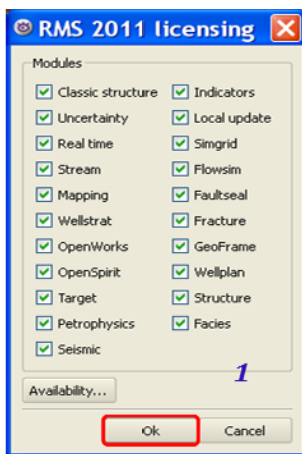 RMS 2011 licensing
Modules
Classic structure Indicators
Uncertainty Local update
Real time Simgrid
Stream Flowsim
Mapping Faultseal
Wellstrat Fracture
OpenWorks GeoFrame
OpenSpirit Wellplan
Target Structure
Petrophysics Facies
Seismic
1
Availability...
Ok Cancel